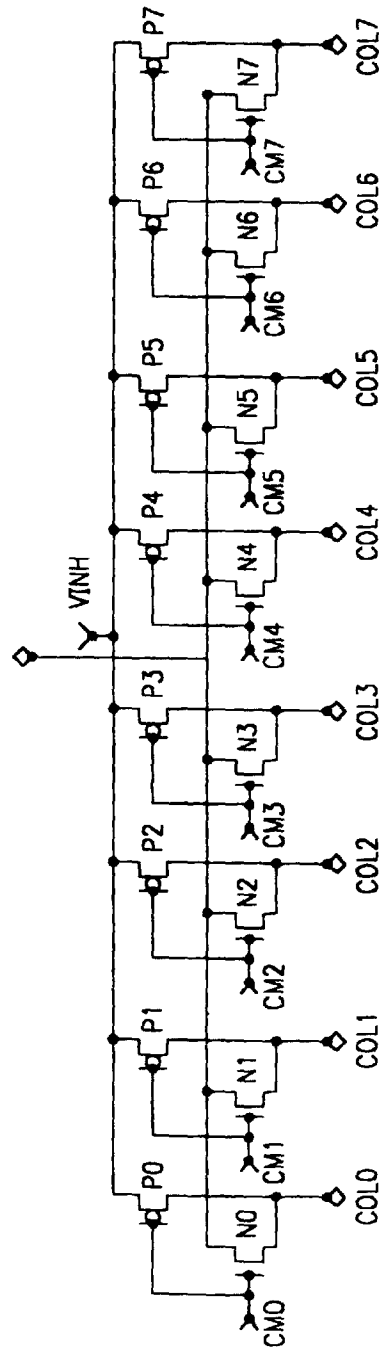 VINH
P0 P1 P2 P3 P4 P5 P6 P7
N0 N1 N2 N3 N4 N5 N6 N7
CM0 CM1 CM2 CM3 CM4 CM5 CM6 CM7
COL0 COL1 COL2 COL3 COL4 COL5 COL6 COL7